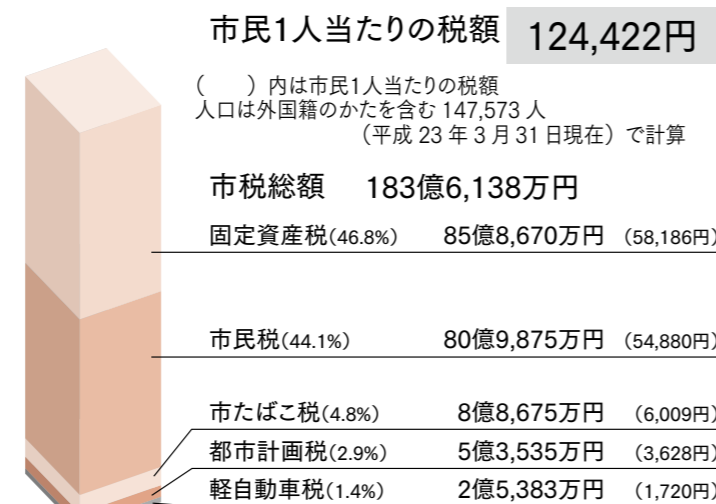 市民1人当たりの税額 124,422円
（　　）内は市民1人当たりの税額
人口は外国籍のかたを含む 147,573 人
（平成 23 年 3 月 31 日現在）で計算
市税総額 183億6,138万円
固定資産税(46.8%) 85億8,670万円 （58,186円）
市民税(44.1%) 80億9,875万円 （54,880円）
市たばこ税(4.8%) 8億8,675万円 （6,009円）
都市計画税(2.9%) 5億3,535万円 （3,628円）
軽自動車税(1.4%) 2億5,383万円 （1,720円）